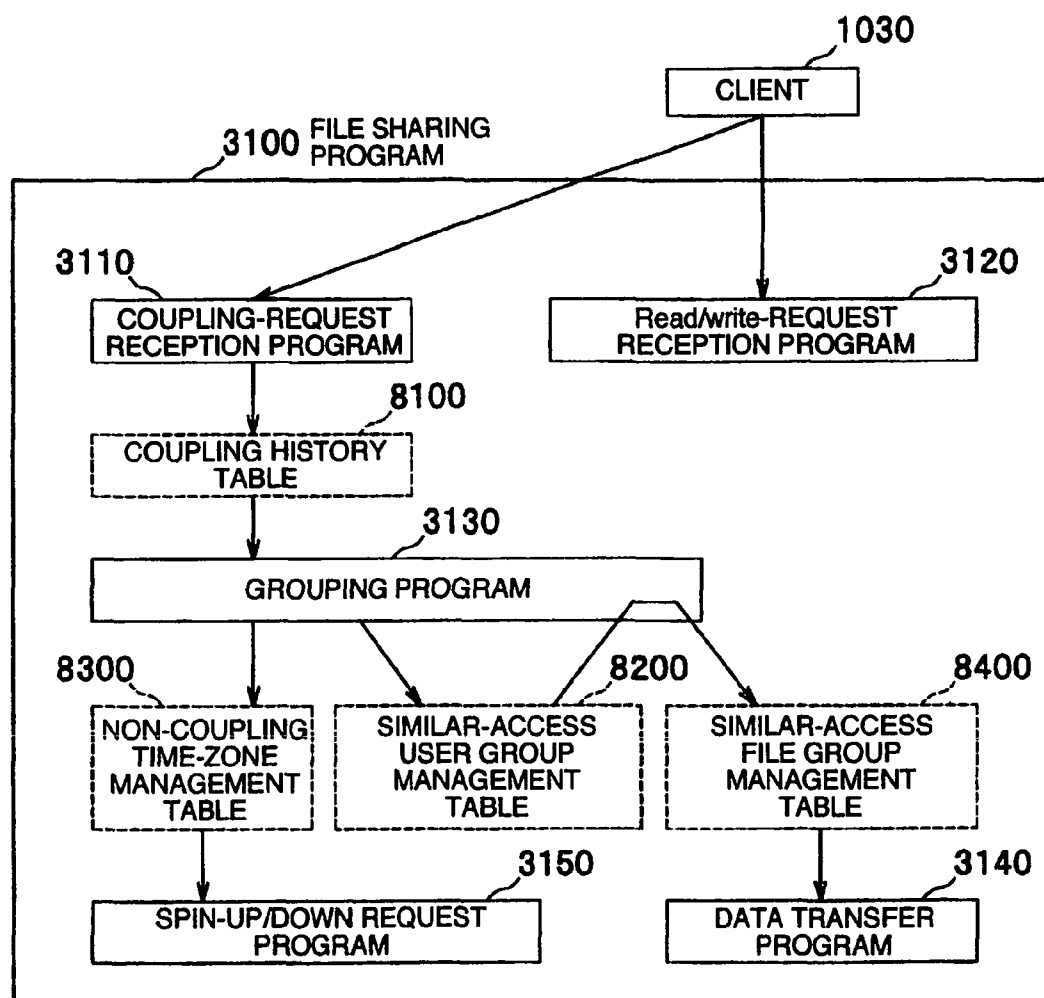 1030
CLIENT
3100 FILE SHARING
PROGRAM
3110
3120
COUPLING-REQUEST
RECEPTION PROGRAM
Read/write-REQUEST
RECEPTION PROGRAM
8100
COUPLING HISTORY
TABLE
3130
GROUPING PROGRAM
8300
8200
8400
NON-COUPLING
TIME-ZONE
MANAGEMENT
TABLE
SIMILAR-ACCESS
USER GROUP
MANAGEMENT
TABLE
SIMILAR-ACCESS
FILE GROUP
MANAGEMENT
TABLE
3150
3140
SPIN-UP/DOWN REQUEST
PROGRAM
DATA TRANSFER
PROGRAM